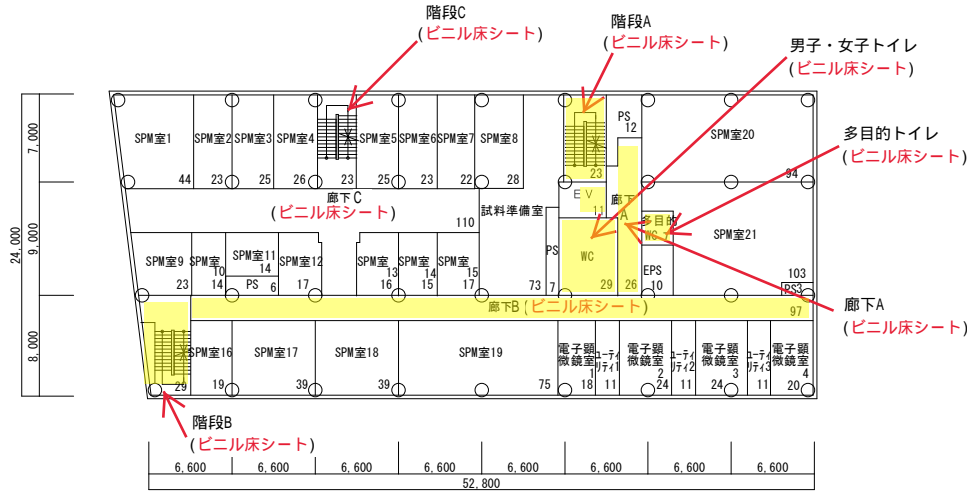 階段C
(ビニル床シート)
階段A
(ビニル床シート)
男子・女子トイレ
(ビニル床シート)
多目的トイレ
(ビニル床シート)
廊下A
(ビニル床シート)
階段B
(ビニル床シート)
24,000
7,000
9,000
8,000
SPM室1
44
SPM室2
23
SPM室3
25
SPM室4
26
23
SPM室5
25
SPM室6
23
SPM室7
22
SPM室8
28
23
PS
12
SPM室20
94
廊下C
(ビニル床シート)
110
試料準備室
73
EV
11
廊下
A
26
多目的
WC
7
SPM室21
103
SPM室9
23
SPM室
10
14
SPM室11
14
PS
6
SPM室12
17
SPM室
13
16
SPM室
14
15
SPM室
15
17
PS
7
WC
29
EPS
10
PS3
廊下B(ビニル床シート)
97
29
SPM室16
19
SPM室17
39
SPM室18
39
SPM室19
75
電子顕
微鏡室
1
18
ユーティ
リティ1
11
電子顕
微鏡室
2
24
ユーティ
リティ2
11
電子顕
微鏡室
3
24
ユーティ
リティ3
11
電子顕
微鏡室
4
20
6,600
6,600
6,600
6,600
6,600
6,600
6,600
6,600
52,800